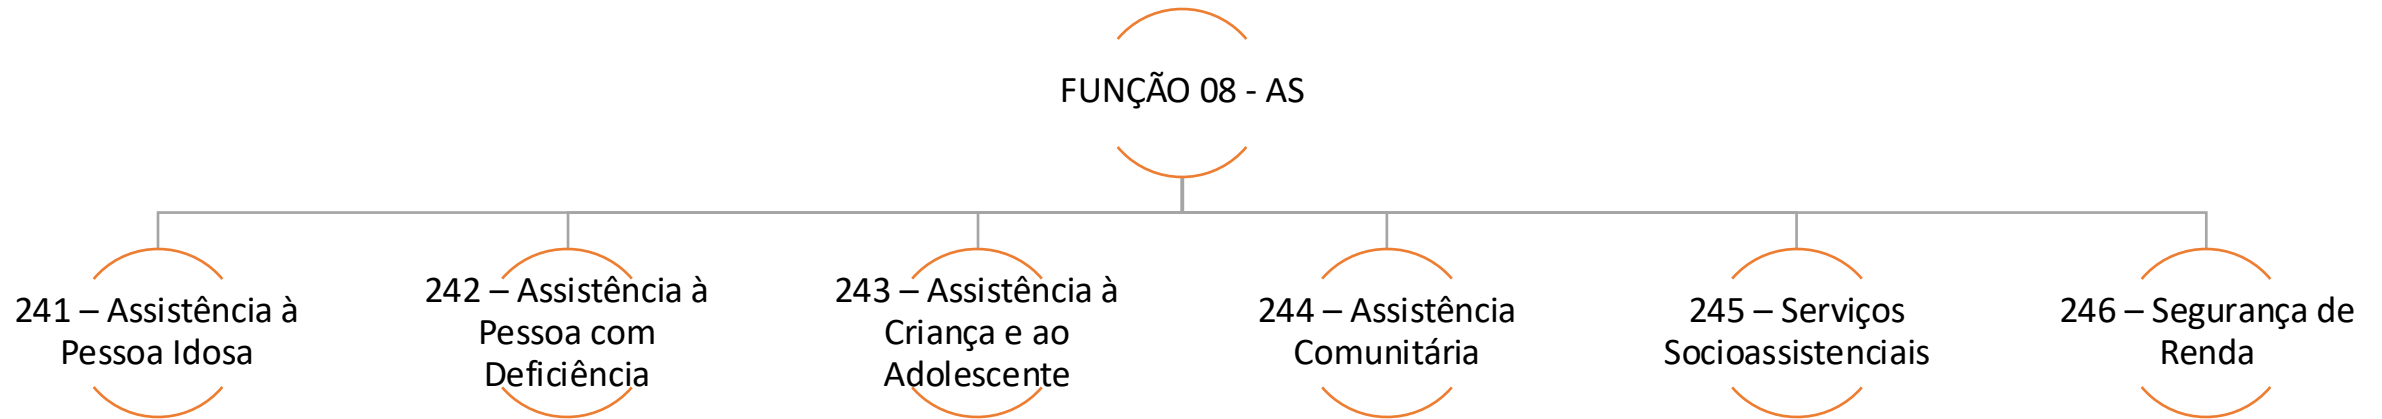 FUNÇÃO 08 - AS
241 – Assistência à
Pessoa Idosa
242 – Assistência à
Pessoa com
Deficiência
243 – Assistência à
Criança e ao
Adolescente
244 – Assistência
Comunitária
245 – Serviços
Socioassistenciais
246 – Segurança de
Renda